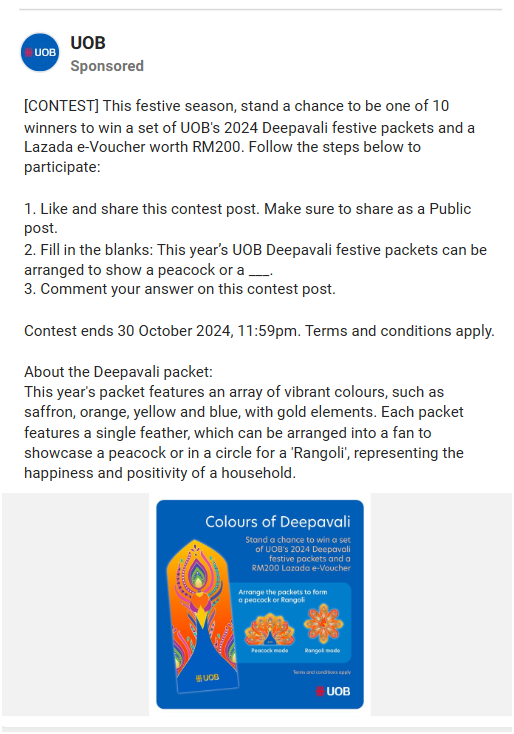 UOB
UOB
Sponsored
[CONTEST] This festive season, stand a chance to be one of 10
winners to win a set of UOB's 2024 Deepavali festive packets and a
Lazada e-Voucher worth RM200. Follow the steps below to
participate:
1. Like and share this contest post. Make sure to share as a Public
post.
2. Fill in the blanks: This year’s UOB Deepavali festive packets can be
arranged to show a peacock or a ___.
3. Comment your answer on this contest post.
Contest ends 30 October 2024, 11:59pm. Terms and conditions apply.
About the Deepavali packet:
This year's packet features an array of vibrant colours, such as
saffron, orange, yellow and blue, with gold elements. Each packet
features a single feather, which can be arranged into a fan to
showcase a peacock or in a circle for a 'Rangoli', representing the
happiness and positivity of a household.
Colours of Deepavali
Stand a chance to win a set
of UOB's 2024 Deepavali
festive packets and a
RM200 Lazada e-Voucher
Arrange the packets to form
a peacock or Rangoli
Peacock mode
Rangoli mode
Terms and conditions apply
UOB
UOB